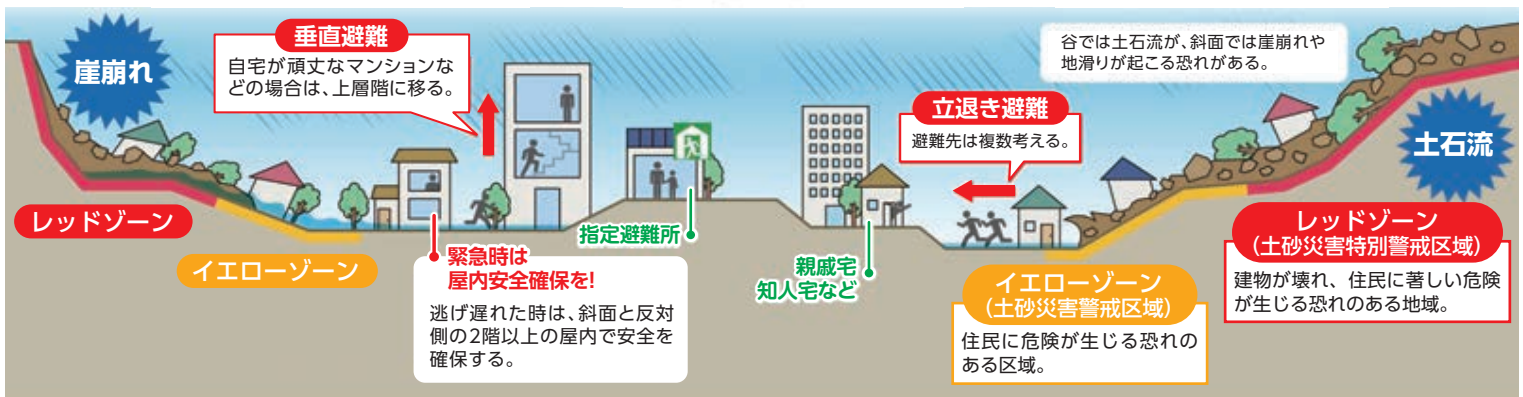 崖崩れ
垂直避難
自宅が頑丈なマンションな
どの場合は、上層階に移る。
谷では土石流が、斜面では崖崩れや
地滑りが起こる恐れがある。
立退き避難
避難先は複数考える。
土石流
レッドゾーン
イエローゾーン
緊急時は
屋内安全確保を!
逃げ遅れた時は、斜面と反対
側の2階以上の屋内で安全を
確保する。
指定避難所
親戚宅
知人宅など
イエローゾーン
(土砂災害警戒区域)
住民に危険が生じる恐れの
ある区域。
レッドゾーン
(土砂災害特別警戒区域)
建物が壊れ、住民に著しい危険
が生じる恐れのある地域。